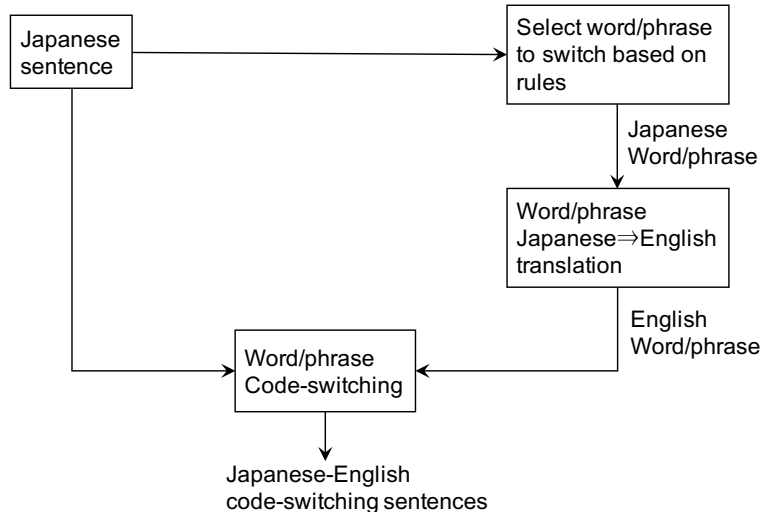 Japanese
sentence
Select word/phrase
to switch based on
rules
Japanese
Word/phrase
Word/phrase
Japanese⇒English
translation
English
Word/phrase
Word/phrase
Code-switching
Japanese-English
code-switching sentences